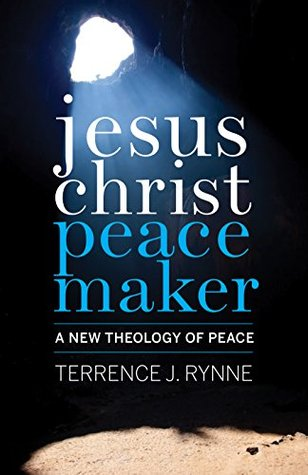 jesus
christ
peace
maker
A NEW THEOLOGY OF PEACE
TERRENCE J. RYNNE